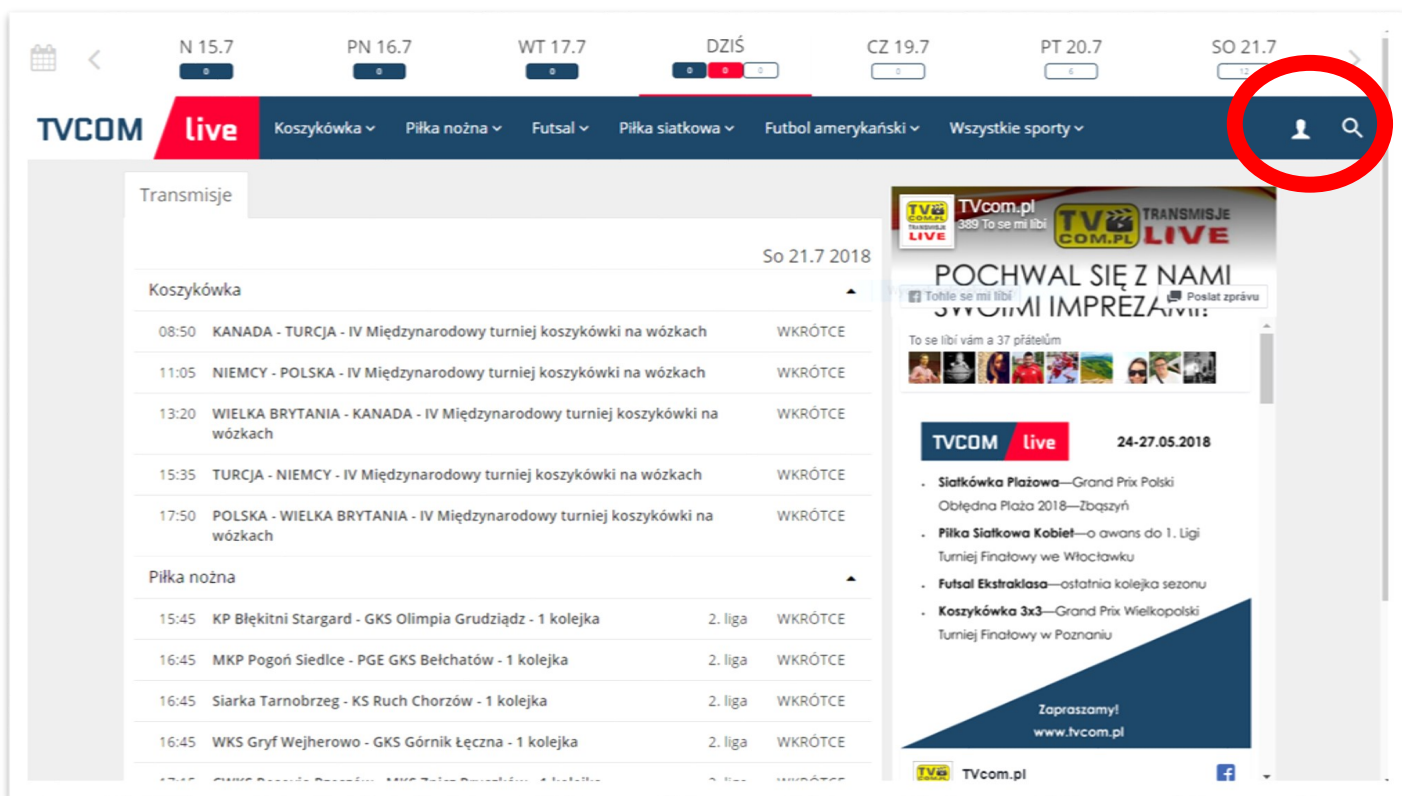 N 15.7 PN 16.7 WT 17.7 DZIŚ CZ 19.7 PT 20.7 SO 21.7
0 0 0 0 0 0 0 6 12
TVCOM live Koszykówka Piłka nożna Futsal Piłka siatkowa Futbol amerykański Wszystkie sporty
Transmisje
So 21.7 2018
Koszykówka
08:50 KANADA - TURCJA - IV Międzynarodowy turniej koszykówki na wózkach WKRÓTCE
11:05 NIEMCY - POLSKA - IV Międzynarodowy turniej koszykówki na wózkach WKRÓTCE
13:20 WIELKA BRYTANIA - KANADA - IV Międzynarodowy turniej koszykówki na WKRÓTCE
wózkach
15:35 TURCJA - NIEMCY - IV Międzynarodowy turniej koszykówki na wózkach WKRÓTCE
17:50 POLSKA - WIELKA BRYTANIA - IV Międzynarodowy turniej koszykówki na WKRÓTCE
wózkach
Piłka nożna
15:45 KP Błękitni Stargard - GKS Olimpia Grudziądz - 1 kolejka 2. liga WKRÓTCE
16:45 MKP Pogoń Siedlce - PGE GKS Bełchatów - 1 kolejka 2. liga WKRÓTCE
16:45 Siarka Tarnobrzeg - KS Ruch Chorzów - 1 kolejka 2. liga WKRÓTCE
16:45 WKS Gryf Wejherowo - GKS Górnik Łęczna - 1 kolejka 2. liga WKRÓTCE
TVcom.pl
389 To se mi líbí
TV COM.PL
TRANSMISJE
LIVE
TV COM.PL
TRANSMISJE
LIVE
POCHWAL SIĘ Z NAMI
SWOIMI IMPREZAMI!
Tohle se mi líbí
Poslat zprávu
To se líbí vám a 37 přátelům
TVCOM live 24-27.05.2018
Siatkówka Plażowa—Grand Prix Polski
Obłędna Plaża 2018—Zbąszyń
Piłka Siatkowa Kobiet—o awans do 1. Ligi
Turniej Finałowy we Włocławku
Futsal Ekstraklasa—ostatnia kolejka sezonu
Koszykówka 3x3—Grand Prix Wielkopolski
Turniej Finałowy w Poznaniu
Zapraszamy!
www.tvcom.pl
TVcom.pl